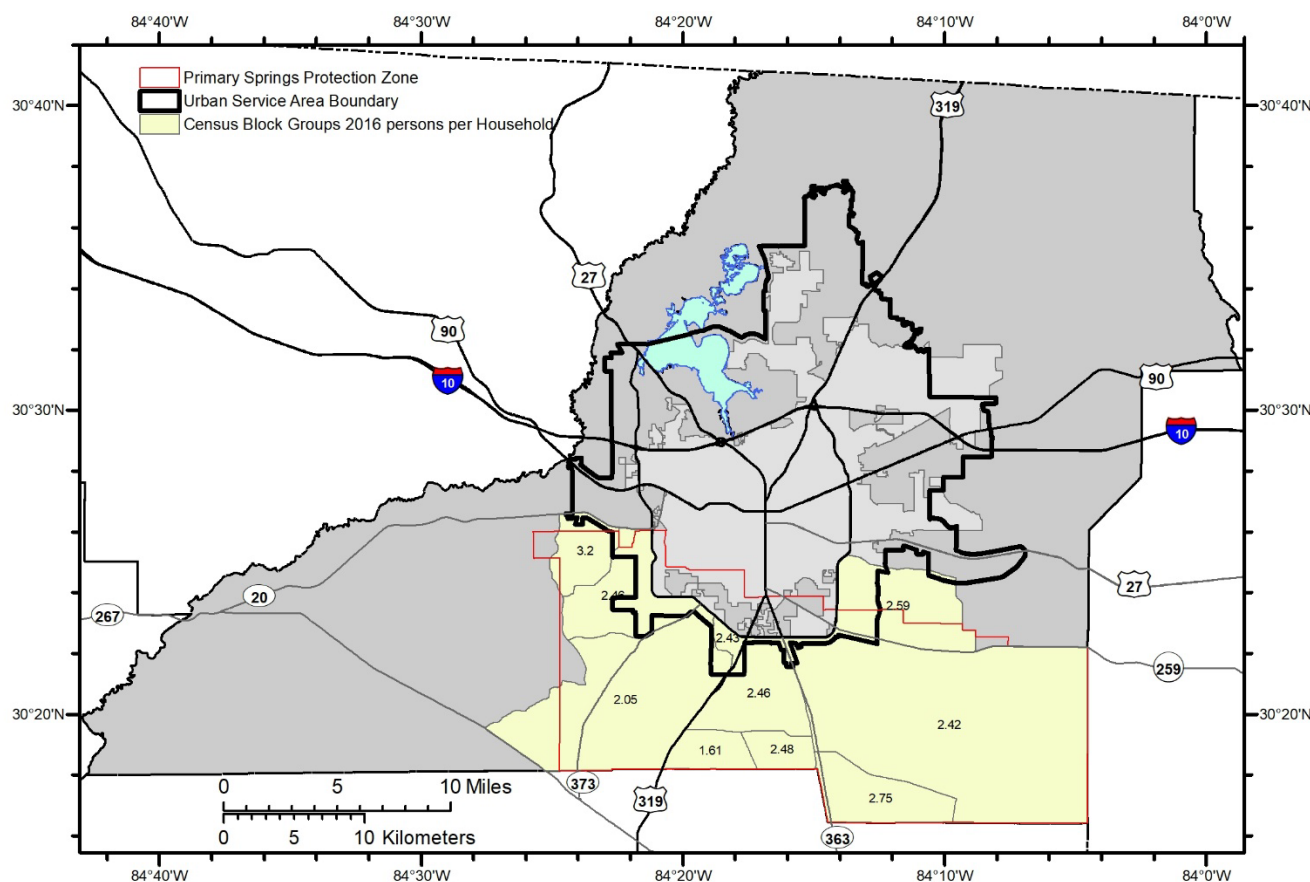 84°40'W 84°30'W 84°20'W 84°10'W 84°0'W
Primary Springs Protection Zone
Urban Service Area Boundary
Census Block Groups 2016 persons per Household
30°40'N 30°40'N
319
27
90
10
90
30°30'N 30°30'N
10
3.2
27
20
2.46
2.59
267
2.43
259
30°20'N 2.05 2.46 2.42 30°20'N
1.61 2.48
0 5 10 Miles
373
2.75
319
0 5 10 Kilometers
363
84°40'W 84°30'W 84°20'W 84°10'W 84°0'W